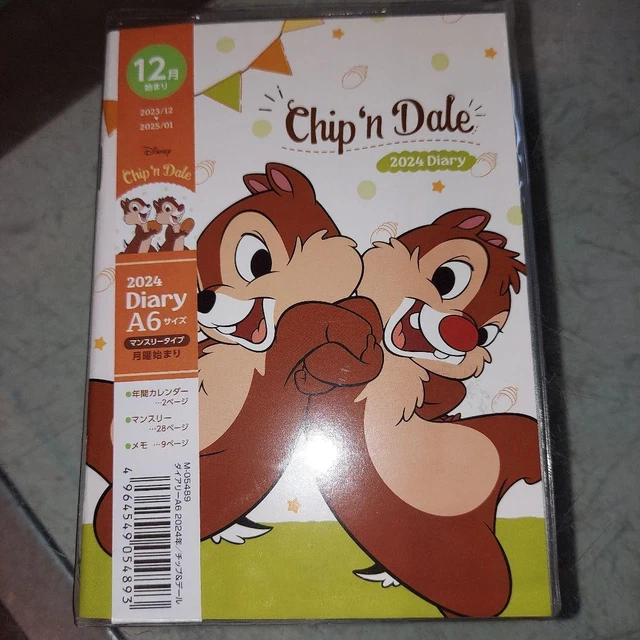 12月
始まり
2023/12
2025/01
Disney
Chip 'n Dale
2024
Diary
A6サイズ
マンスリータイプ
月曜始まり
●年間カレンダー
…2ページ
●マンスリー
…28ページ
●メモ …9ページ
M-05489
ダイアリーA6 2024年/チップ&デール
4964549054893
Chip 'n Dale
2024 Diary